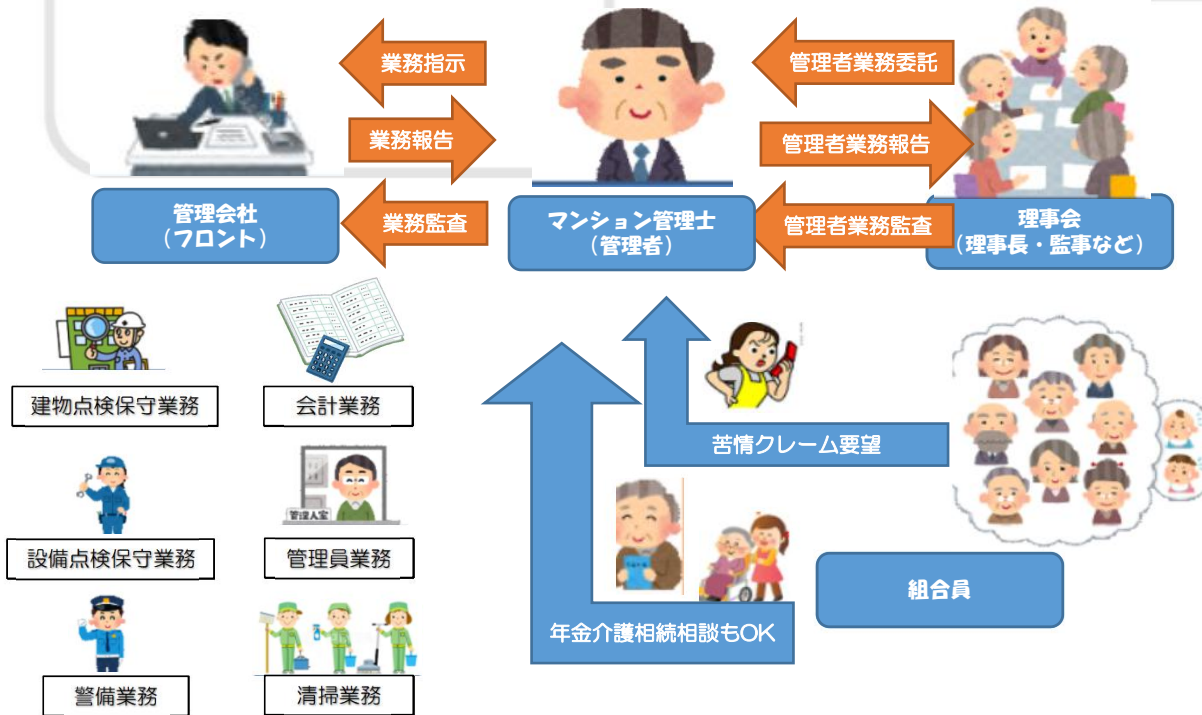 業務指示
管理者業務委託
業務報告
管理者業務報告
業務監査
管理者業務監査
管理会社
(フロント)
マンション管理士
(管理者)
理事会
(理事長・監事など)
建物点検保守業務
会計業務
苦情クレーム要望
管理人室
設備点検保守業務
管理員業務
組合員
年金介護相続相談もOK
警備業務
清掃業務